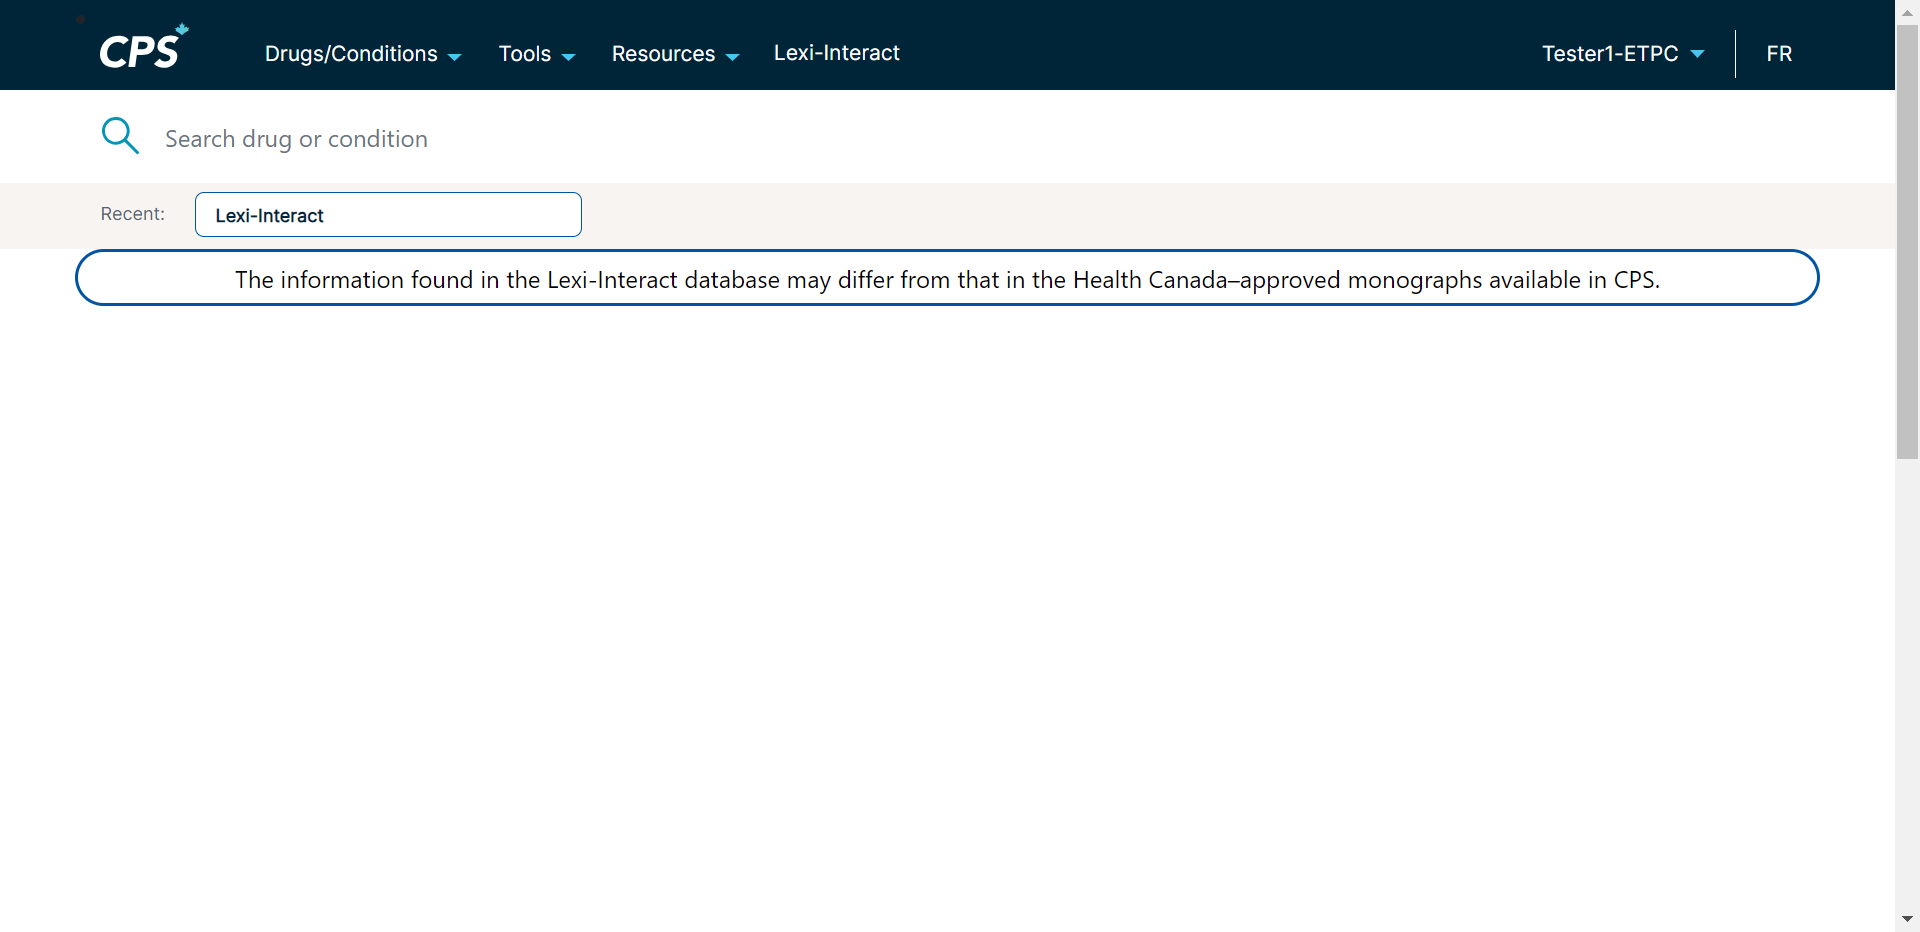 CPS
Drugs/Conditions Tools Resources Lexi-Interact Tester1-ETPC FR
Search drug or condition
Recent: Lexi-Interact
The information found in the Lexi-Interact database may differ from that in the Health Canada–approved monographs available in CPS.